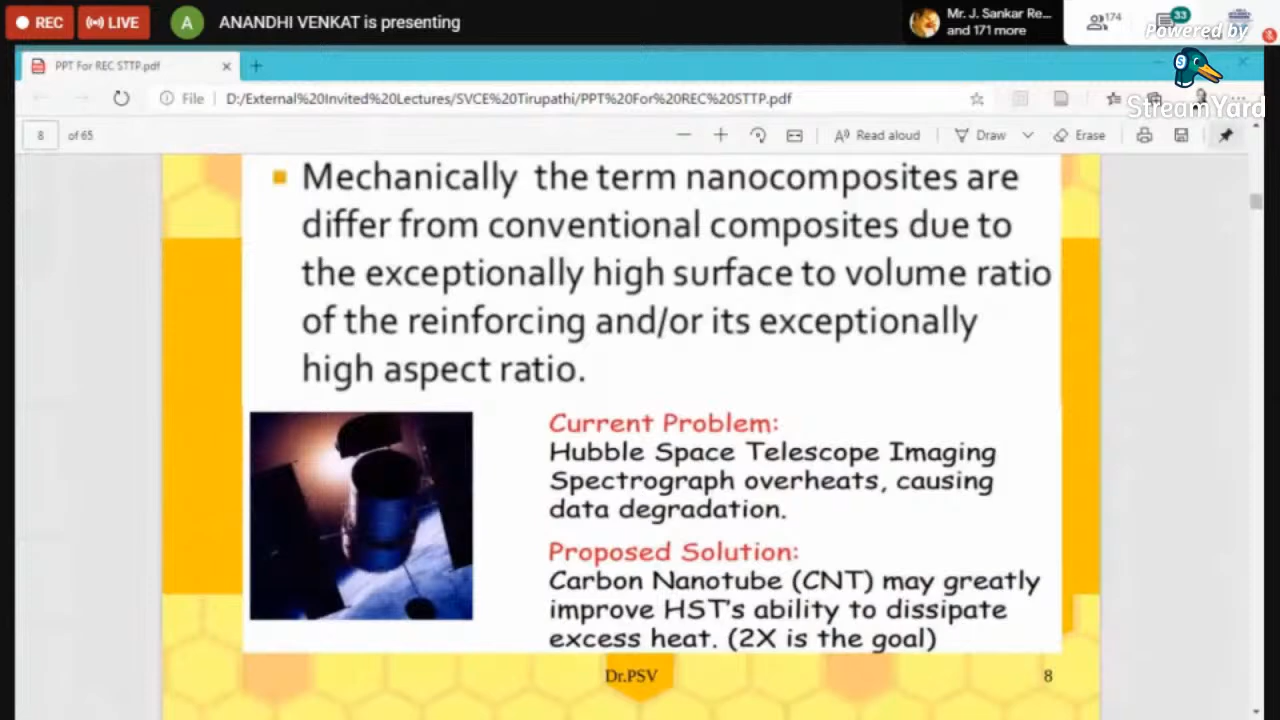 REC
LIVE
A
ANANDHI VENKAT is presenting
Mr. J. Sankar Re...
and 171 more
174
33
Powered by
StreamYard
PPT For REC STTP.pdf
File
D:/External%20Invited%20Lectures/SVCE%20Tirupathi/PPT%20For%20REC%20STTP.pdf
8 of 65
Read aloud
Draw
Erase
Mechanically the term nanocomposites are
differ from conventional composites due to
the exceptionally high surface to volume ratio
of the reinforcing and/or its exceptionally
high aspect ratio.
Current Problem:
Hubble Space Telescope Imaging
Spectrograph overheats, causing
data degradation.
Proposed Solution:
Carbon Nanotube (CNT) may greatly
improve HST's ability to dissipate
excess heat. (2X is the goal)
Dr.PSV
8